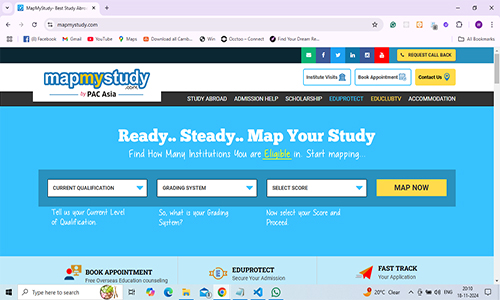 MapMyStudy- Best Study Abro
mapmystudy.com
(8) Facebook
Gmail
YouTube
Maps
Download all Cambri...
Win
Ocoloo – Connect
Find Your Dream Re...
All Bookmarks
REQUEST CALL BACK
Institute Visits
Book Appointment
Contact Us
mapmystudy
.com
by PAC Asia
STUDY ABROAD
ADMISSION HELP
SCHOLARSHIP
EDUPROTECT
EDUCLUBTV
ACCOMMODATION
Ready.. Steady.. Map Your Study
Find How Many Institutions You are Eligible in. Start mapping...
CURRENT QUALIFICATION
GRADING SYSTEM
SELECT SCORE
MAP NOW
Tell us your Current Level
of Qualification.
So, what is your Grading
System?
Now select your Score and
Proceed.
BOOK APPOINTMENT
Free Overseas Education counseling
EDUPROTECT
Secure Your Admission
FAST TRACK
Your Application
Type here to search
20°C Clear
ENG
20:10
18-11-2024